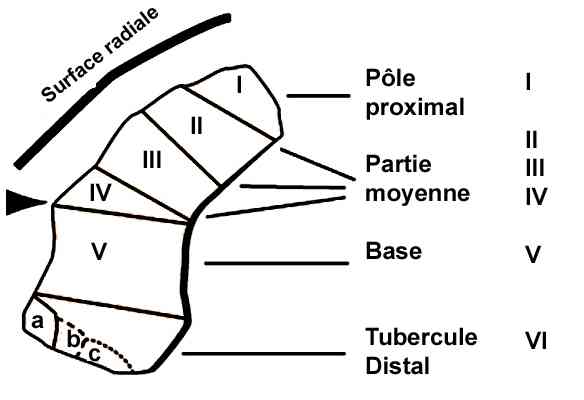 Surface radiale
I
II
III
IV
V
a
b
c
Pôle
proximal
I
II
Partie
III
moyenne
IV
Base
V
Tubercule
VI
Distal